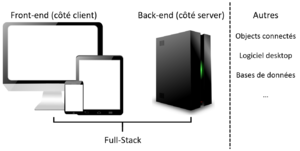 Front-end (côté client)
Back-end (côté server)
Autres
Objects connectés
Logiciel desktop
Bases de données
...
Full-Stack